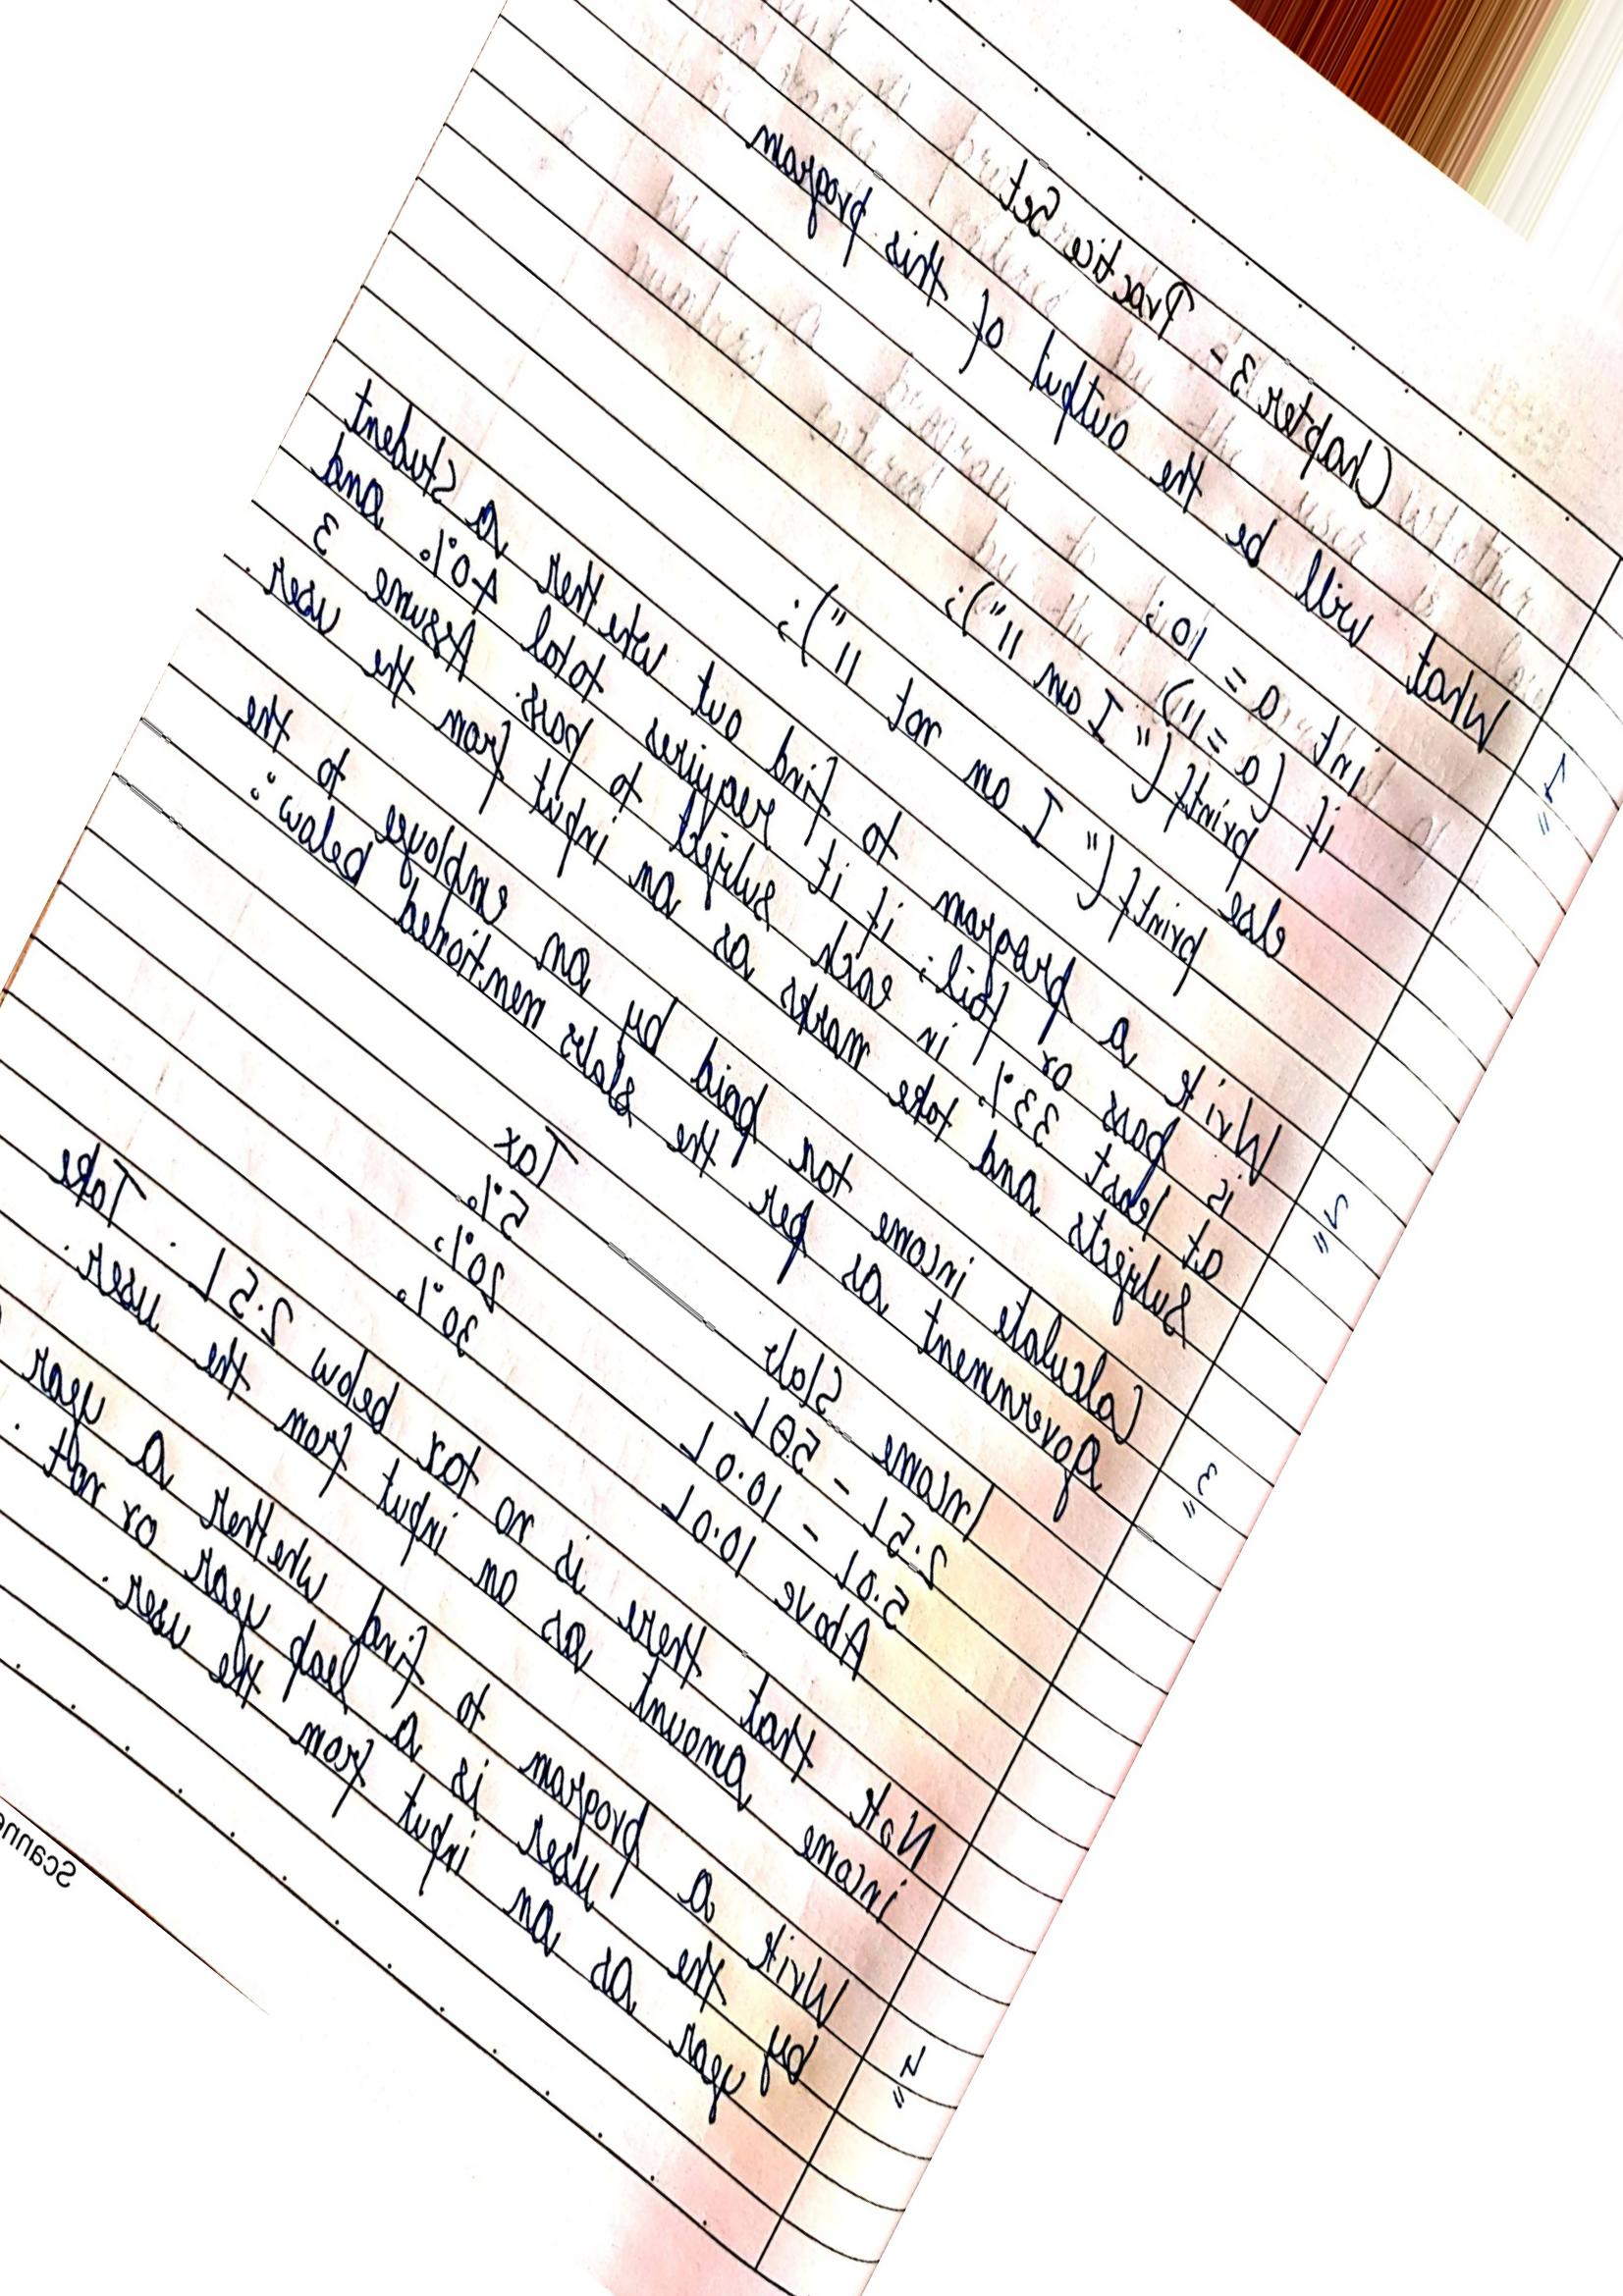 Chapter 3 - Practice Set
1 What will be the output of this program
int a = 10;
if (a = 11)
printf ("I am 11");
else
printf ("I am not 11");
2 Write a program to find out whether a student
is pass or fail; if it requires total 40% and
at least 33% in each subject to pass. Assume 3
Subjects and take marks as an input from the user.
3 Calculate income tax paid by an employee to the
government as per the slabs mentioned below:
Income Slab Tax
2.5L - 5.0L 5%
5.0L - 10.0L 20%
Above 10.0L 30%
Note that there is no tax below 2.5L. Take
income amount as an input from the user.
4 Write a program to find whether a year
by the user is a leap year or not.
year as an input from the user.
Scanne